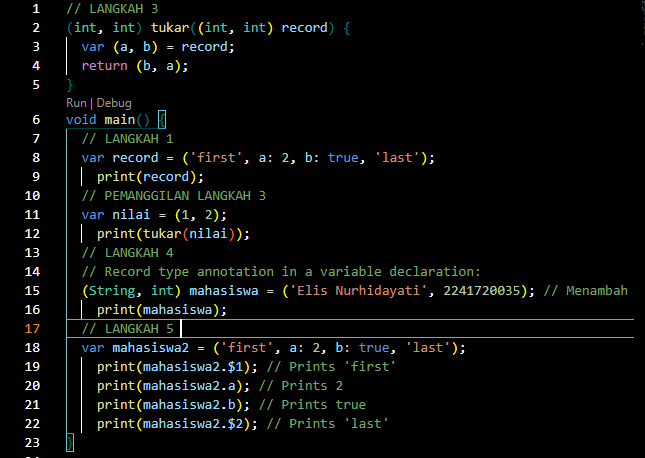 1 // LANGKAH 3
2 (int, int) tukar((int, int) record) {
3 var (a, b) = record;
4 return (b, a);
5 }
Run | Debug
6 void main() {
7 // LANGKAH 1
8 var record = ('first', a: 2, b: true, 'last');
9 print(record);
10 // PEMANGGILAN LANGKAH 3
11 var nilai = (1, 2);
12 print(tukar(nilai));
13 // LANGKAH 4
14 // Record type annotation in a variable declaration:
15 (String, int) mahasiswa = ('Elis Nurhidayati', 2241720035); // Menambah
16 print(mahasiswa);
17 // LANGKAH 5
18 var mahasiswa2 = ('first', a: 2, b: true, 'last');
19 print(mahasiswa2.$1); // Prints 'first'
20 print(mahasiswa2.a); // Prints 2
21 print(mahasiswa2.b); // Prints true
22 print(mahasiswa2.$2); // Prints 'last'
23 }